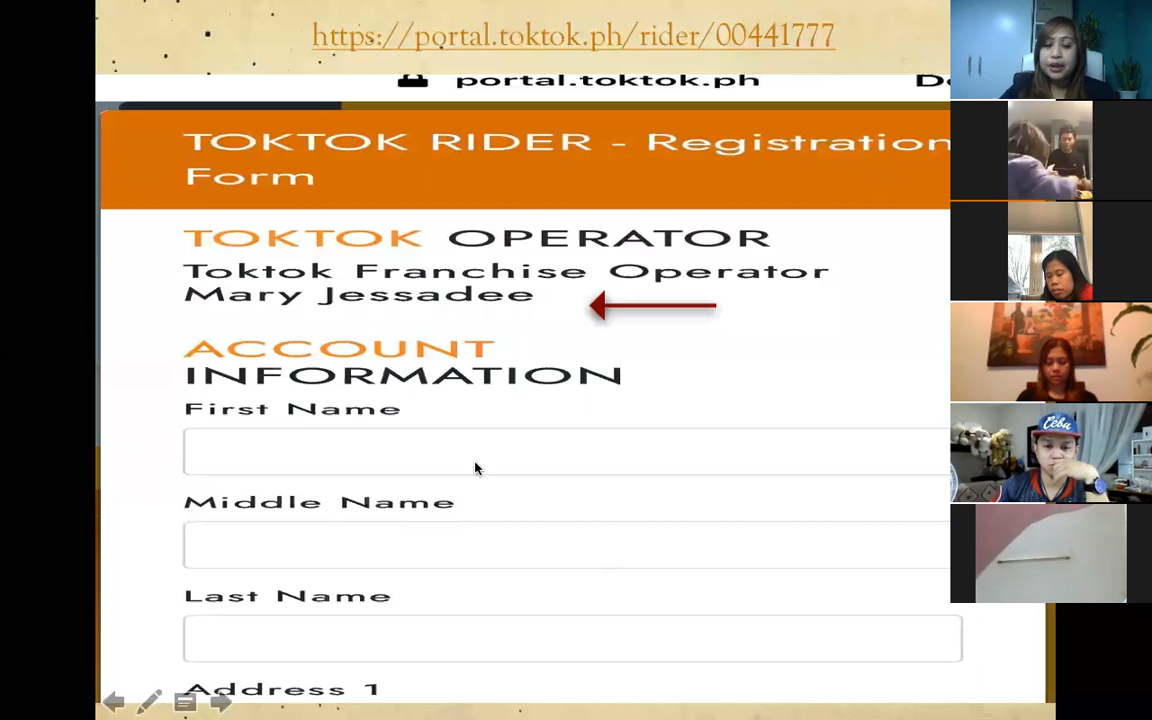 https://portal.toktok.ph/rider/00441777
portal.toktok.ph
TOKTOK RIDER - Registration
Form
TOKTOK OPERATOR
Toktok Franchise Operator
Mary Jessadee
ACCOUNT
INFORMATION
First Name
Middle Name
Last Name
Address 1
Cebu